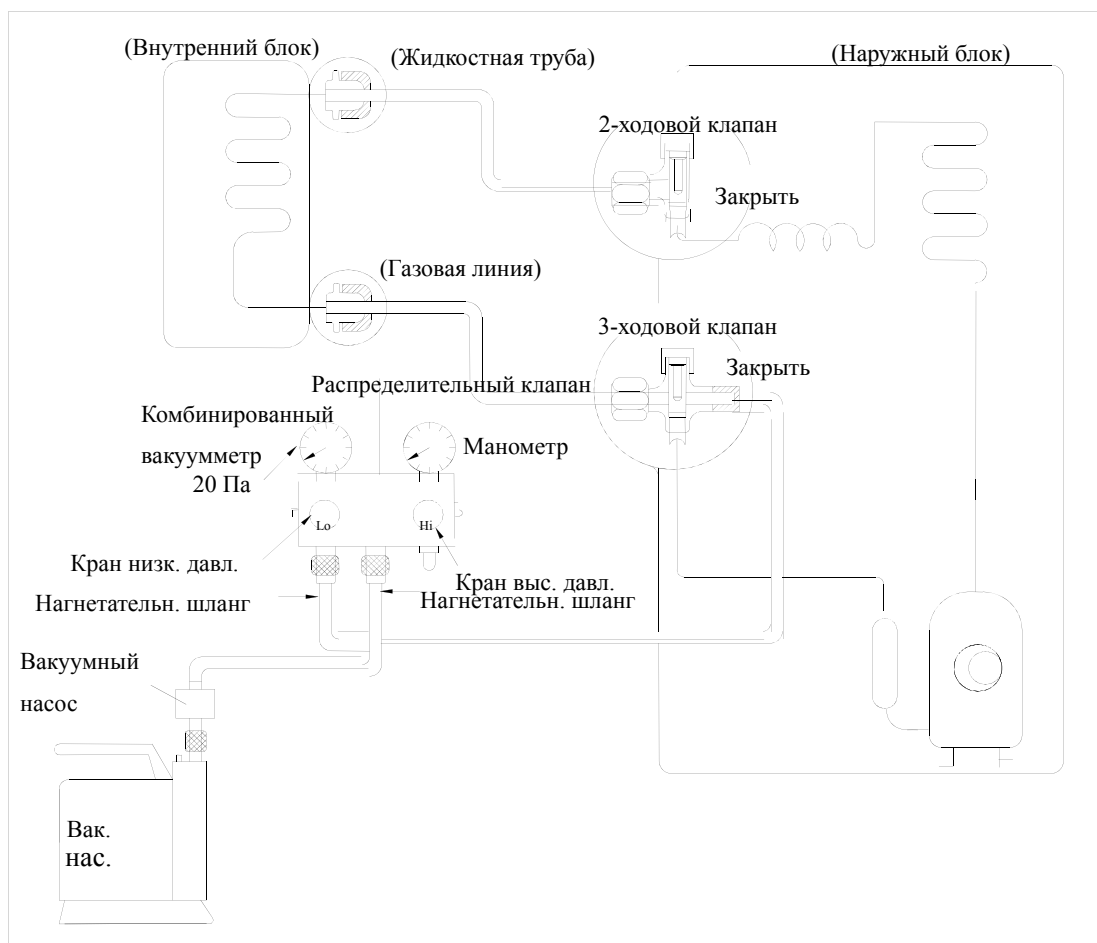 (Внутренний блок)
(Жидкостная труба)
(Наружный блок)
2-ходовой клапан
Закрыть
(Газовая линия)
3-ходовой клапан
Закрыть
Распределительный клапан
Комбинированный
вакуумметр
20 Па
Манометр
Lo
Hi
Кран низк. давл.
Кран выс. давл.
Нагнетательн. шланг
Нагнетательн. шланг
Вакуумный
насос
Вак.
нас.